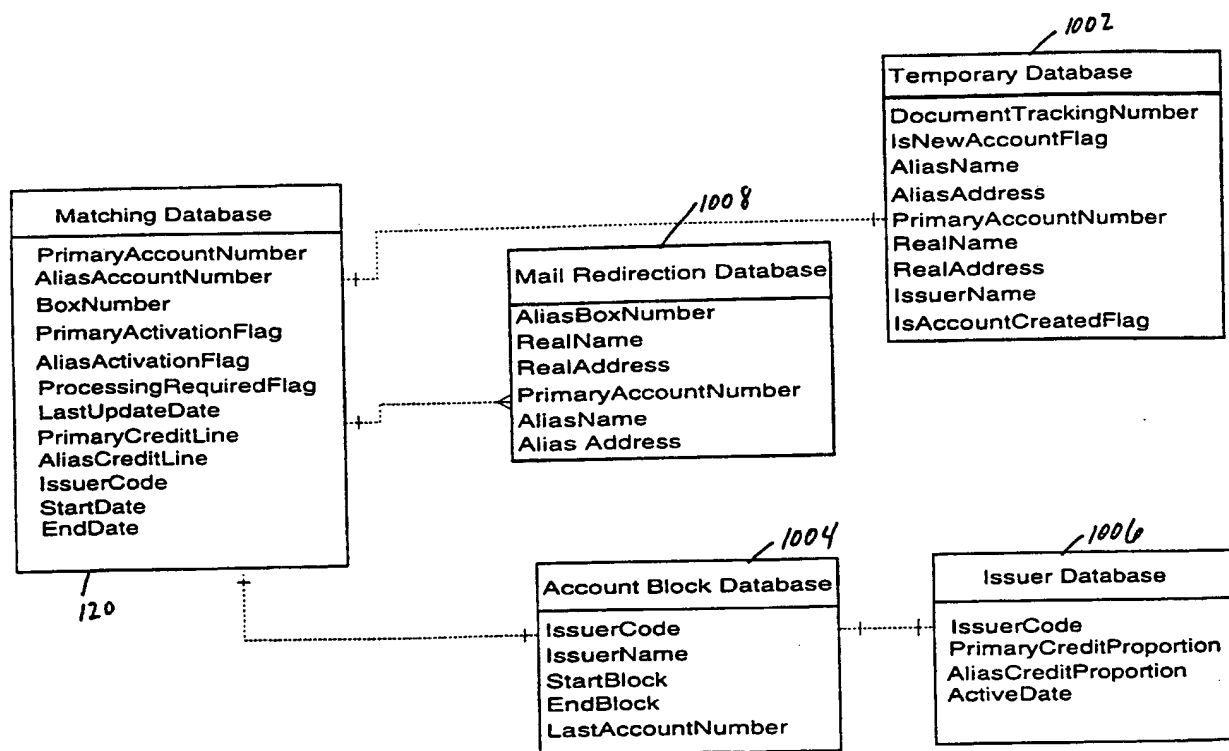 1002
Temporary Database
DocumentTrackingNumber
IsNewAccountFlag
AliasName
AliasAddress
PrimaryAccountNumber
RealName
RealAddress
IssuerName
IsAccountCreatedFlag
Matching Database
PrimaryAccountNumber
AliasAccountNumber
BoxNumber
PrimaryActivationFlag
AliasActivationFlag
ProcessingRequiredFlag
LastUpdateDate
PrimaryCreditLine
AliasCreditLine
IssuerCode
StartDate
EndDate
120
1008
Mail Redirection Database
AliasBoxNumber
RealName
RealAddress
PrimaryAccountNumber
AliasName
Alias Address
1004
Account Block Database
IssuerCode
IssuerName
StartBlock
EndBlock
LastAccountNumber
1006
Issuer Database
IssuerCode
PrimaryCreditProportion
AliasCreditProportion
ActiveDate